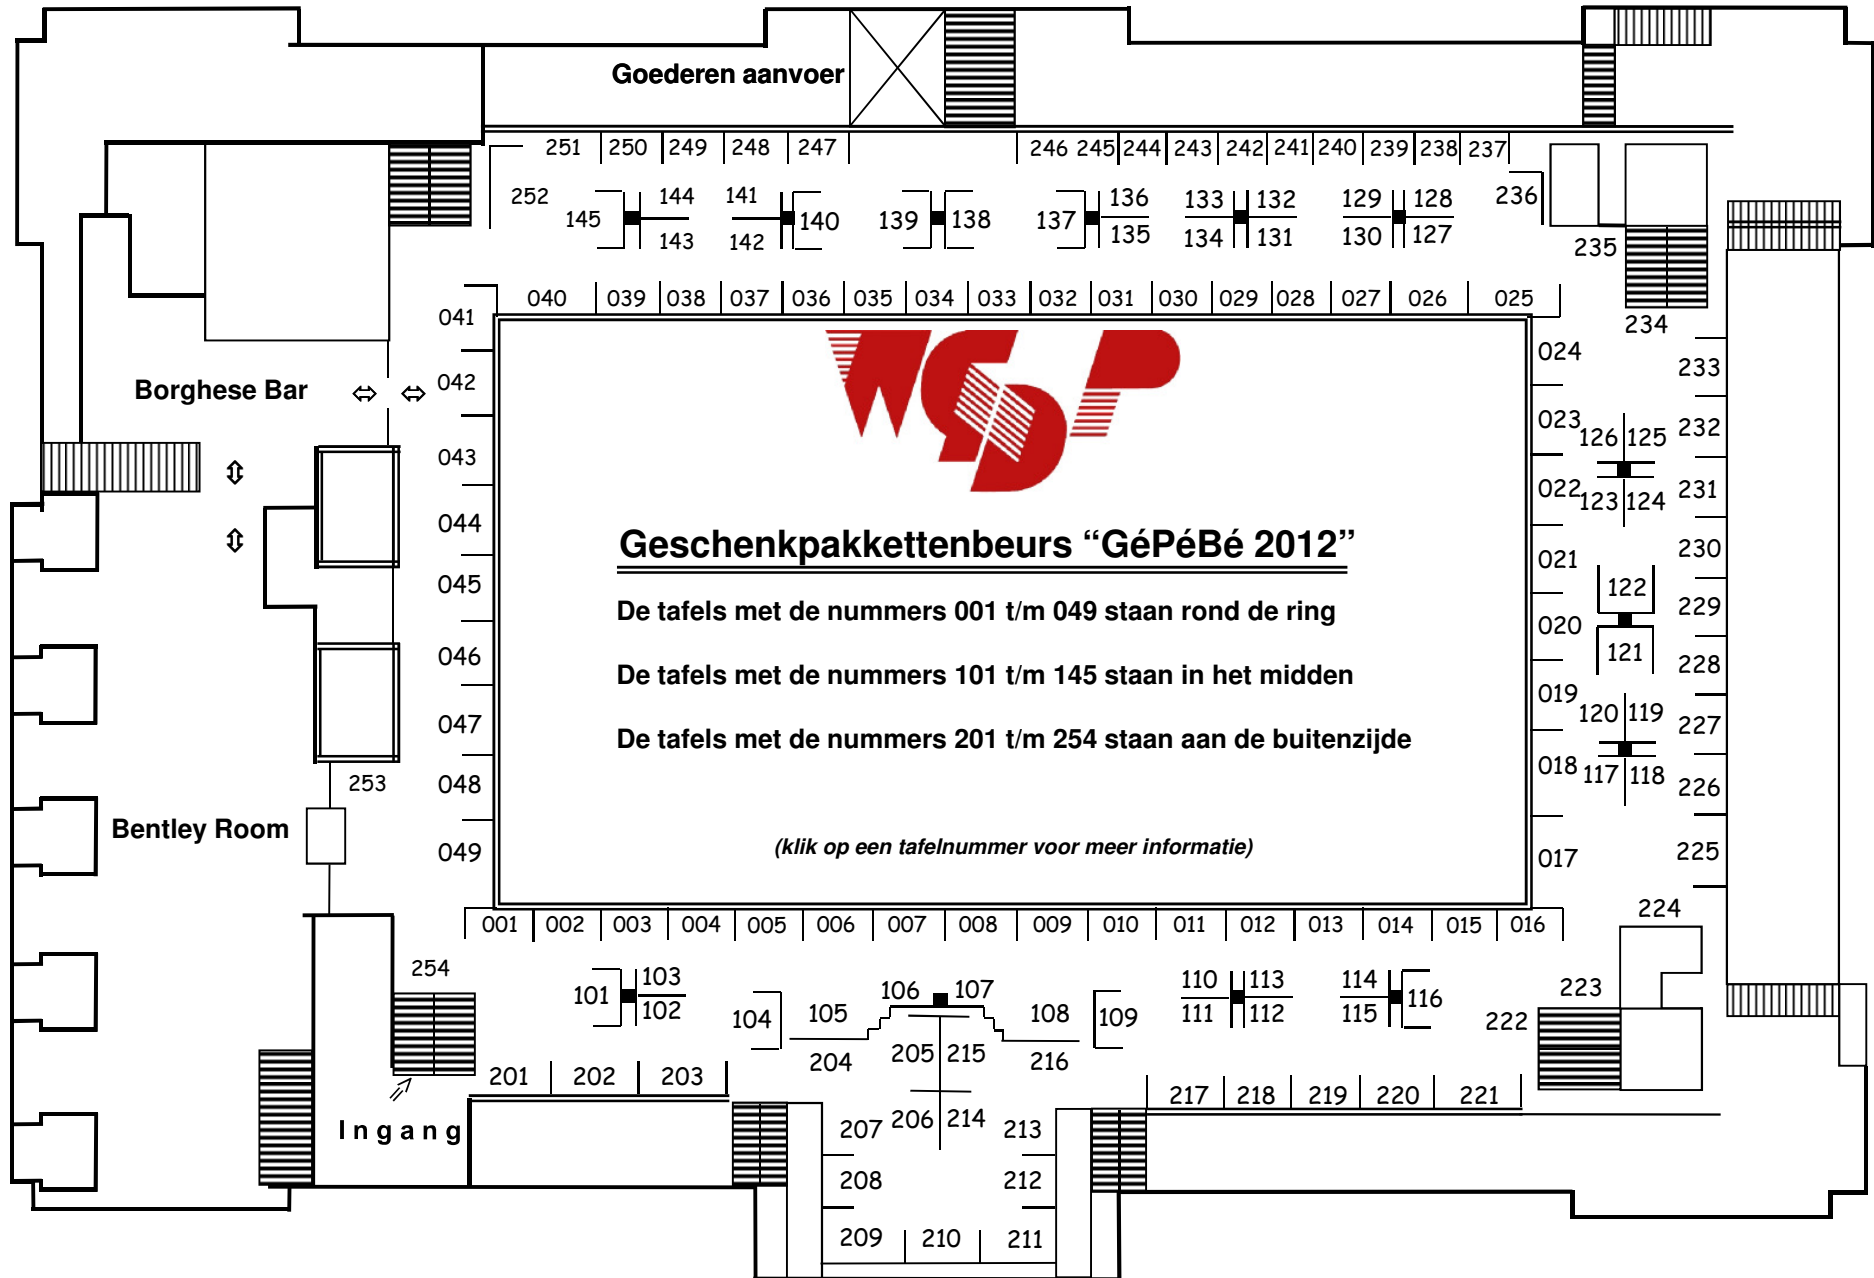 Goederen aanvoer
251 250 249 248 247 246 245 244 243 242 241 240 239 238 237
252 236
145 144 141 140 139 138 137 136 133 132 129 128
143 142 135 134 131 130 127
235
234
040 039 038 037 036 035 034 033 032 031 030 029 028 027 026 025
041 024
233
Borghese Bar ⇔ ⇔ 042
023 126 125 232
043
022 123 124 231
044
Geschenkpakkettenbeurs “GéPéBé 2012”
021 230
045 122
De tafels met de nummers 001 t/m 049 staan rond de ring
020 229
046 121 228
De tafels met de nummers 101 t/m 145 staan in het midden
019 120 119 227
047
De tafels met de nummers 201 t/m 254 staan aan de buitenzijde
018 117 118 226
253 048
Bentley Room
049 017 225
(klik op een tafelnummer voor meer informatie)
001 002 003 004 005 006 007 008 009 010 011 012 013 014 015 016
224
254
101 103 106 107 110 113 114 116 223
102 104 105 108 109 111 112 115 222
204 205 215 216
201 202 203 217 218 219 220 221
Ingang
207 206 214 213
208 212
209 210 211
WSDP